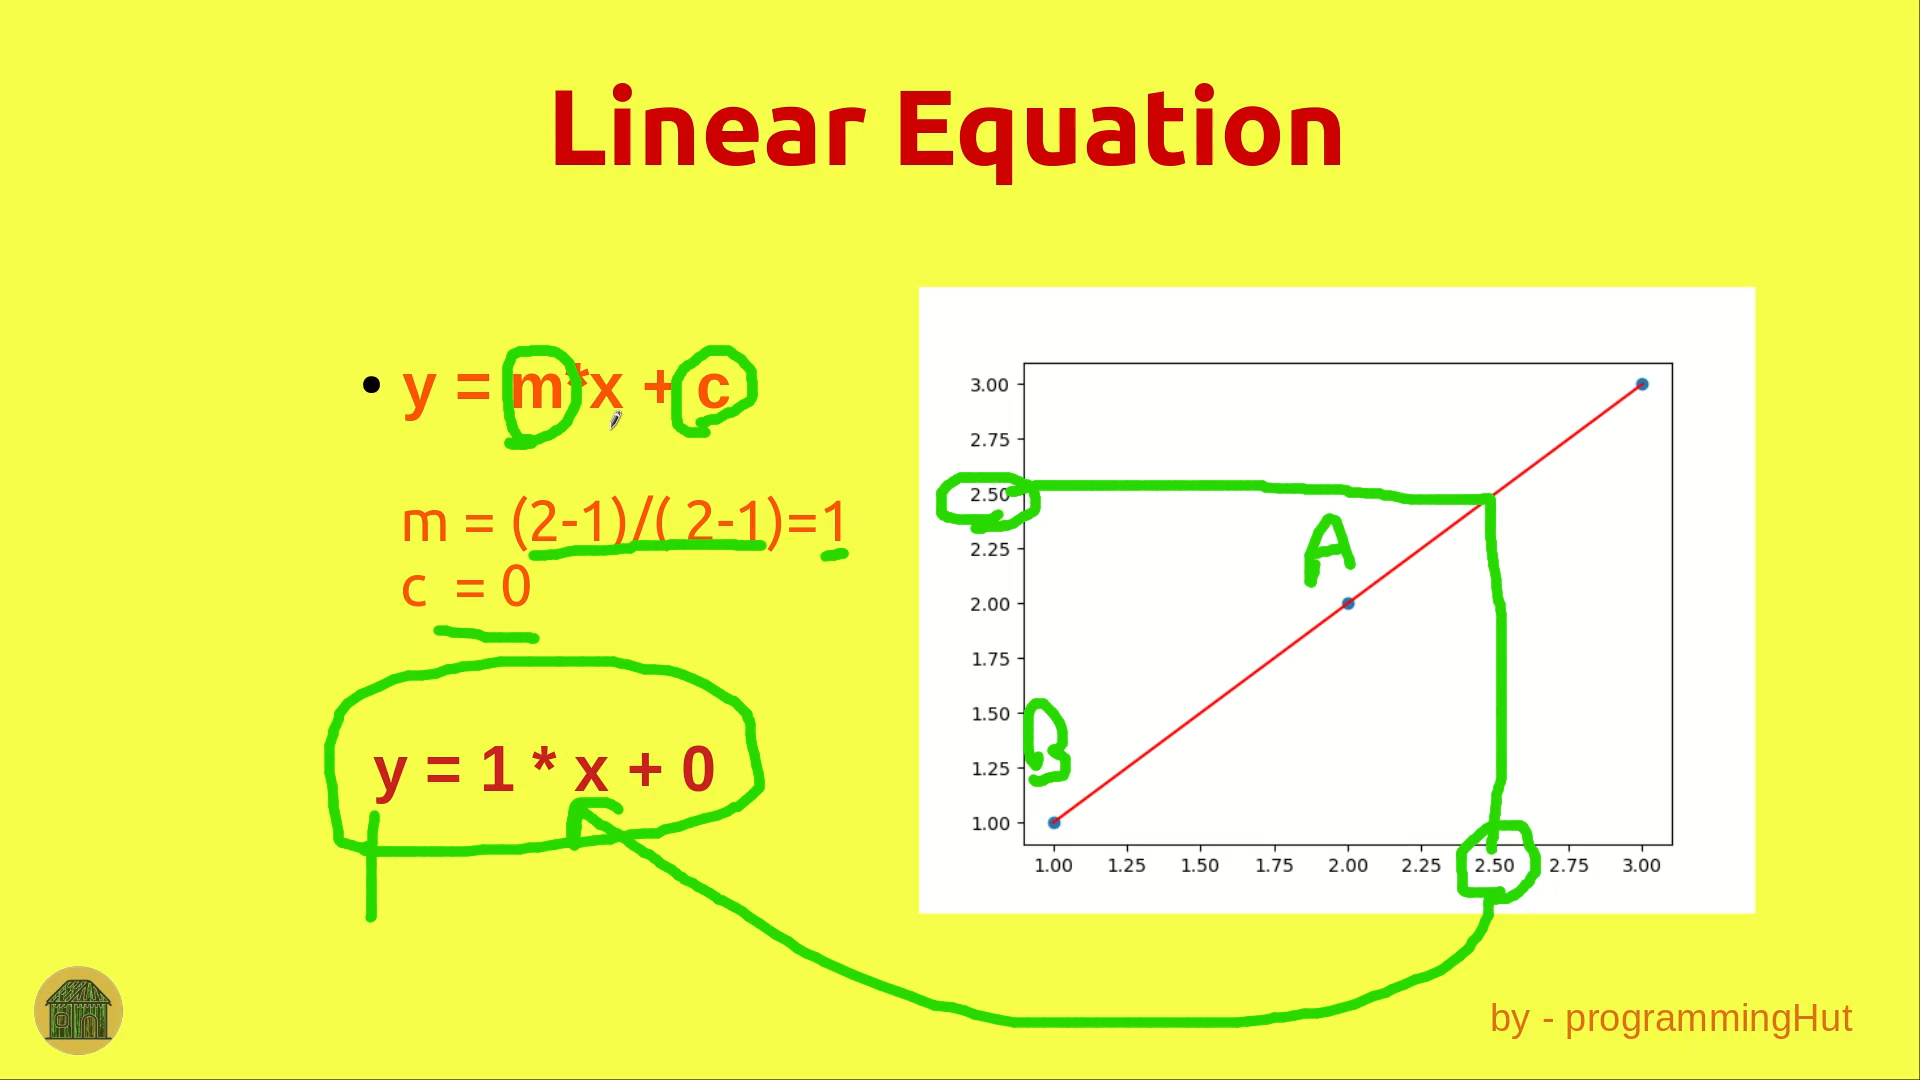 Linear Equation
• y = m*x + c
m = (2-1)/( 2-1)=1
c = 0
y = 1 * x + 0
3.00
2.75
2.50
2.25
2.00
1.75
1.50
1.25
1.00
A
B
1.00 1.25 1.50 1.75 2.00 2.25 2.50 2.75 3.00
by - programmingHut